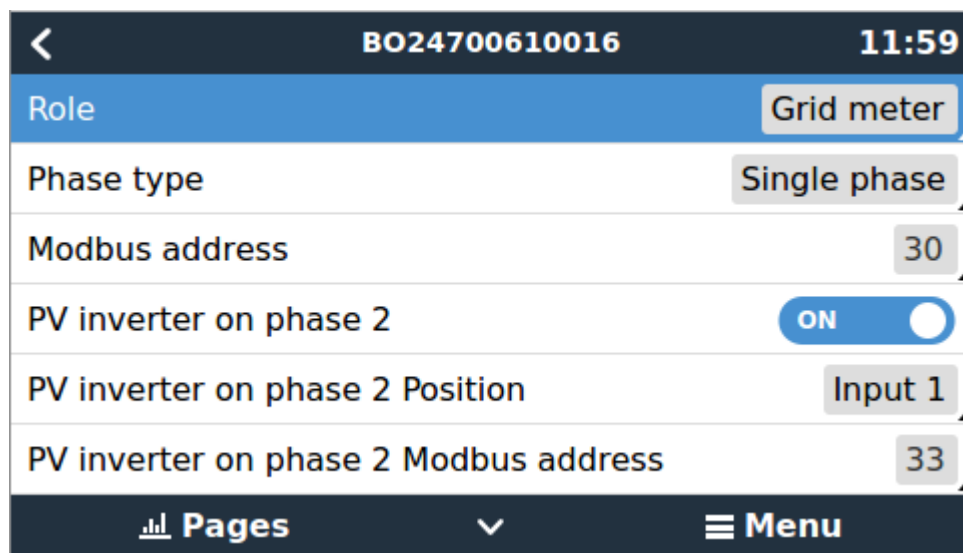 BO24700610016 11:59
Role Grid meter
Phase type Single phase
Modbus address 30
PV inverter on phase 2 ON
PV inverter on phase 2 Position Input 1
PV inverter on phase 2 Modbus address 33
Pages Menu